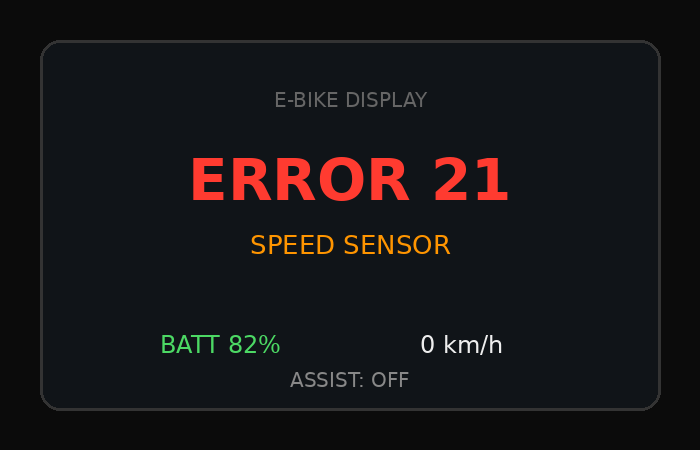 E-BIKE DISPLAY
ERROR 21
SPEED SENSOR
BATT 82% 0 km/h
ASSIST: OFF